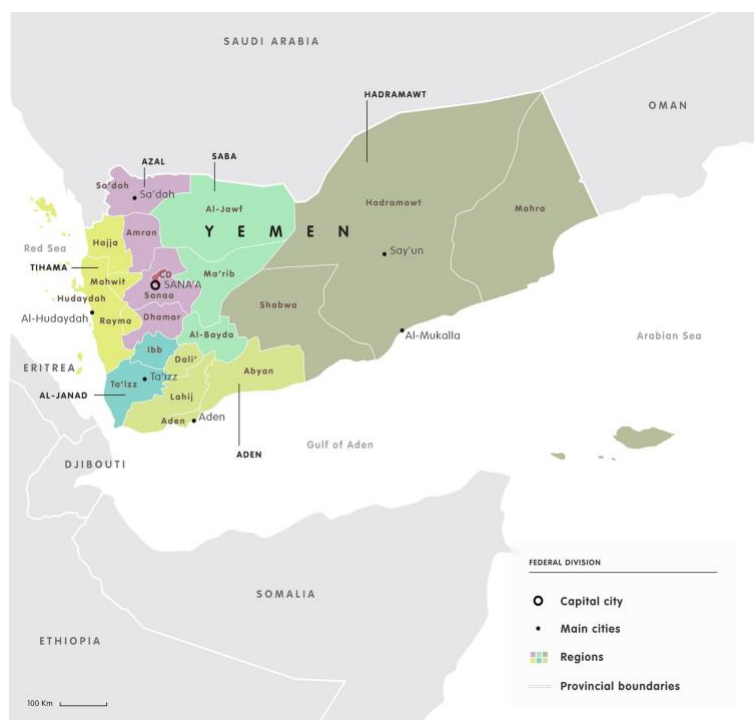 SAUDI ARABIA
HADRAMAWT
OMAN
SABA
AZAL
Sa'dah
Sa'dah
Al-Jawf
Hadramawt
Mahra
YEMEN
Amran
Hajja
Red Sea
Say'un
TIHAMA
CD
Ma'rib
Mahwit
SANA'A
Sanaa
Hudaydah
Shabwa
Al-Hudaydah
Rayma
Dhamar
Al-Bayda
Al-Mukalla
Arabian Sea
Ibb
Dali'
ERITREA
Ta'izz
Ta'izz
Abyan
AL-JANAD
Lahij
Aden
Aden
Gulf of Aden
ADEN
DJIBOUTI
SOMALIA
ETHIOPIA
FEDERAL DIVISION
Capital city
Main cities
Regions
Provincial boundaries
100 Km